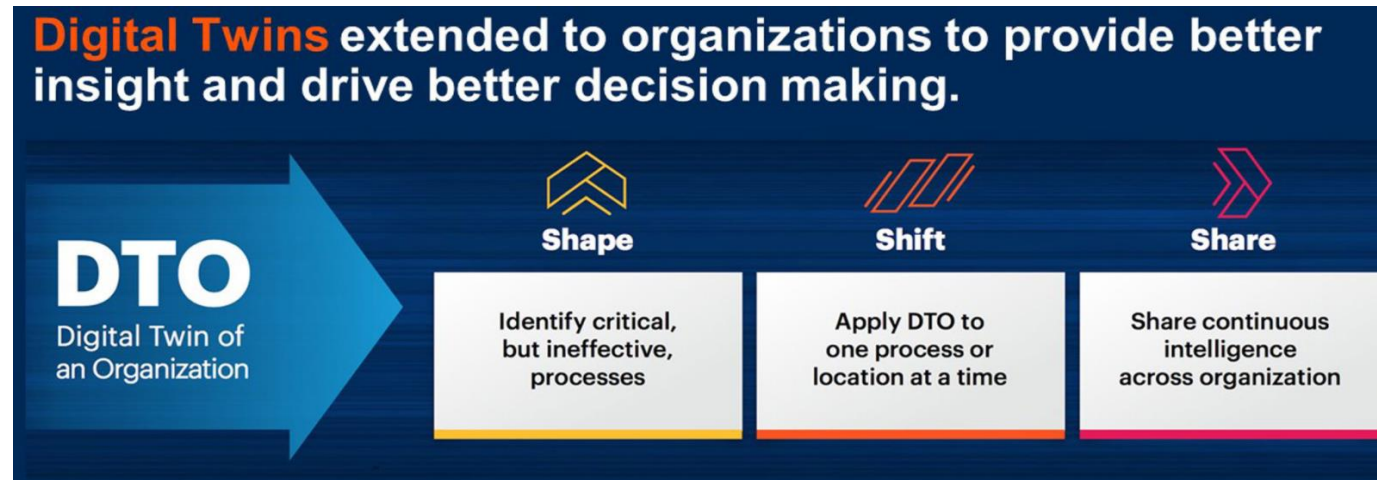 Digital Twins extended to organizations to provide better
insight and drive better decision making.
DTO
Digital Twin of
an Organization
Shape
Identify critical,
but ineffective,
processes
Shift
Apply DTO to
one process or
location at a time
Share
Share continuous
intelligence
across organization